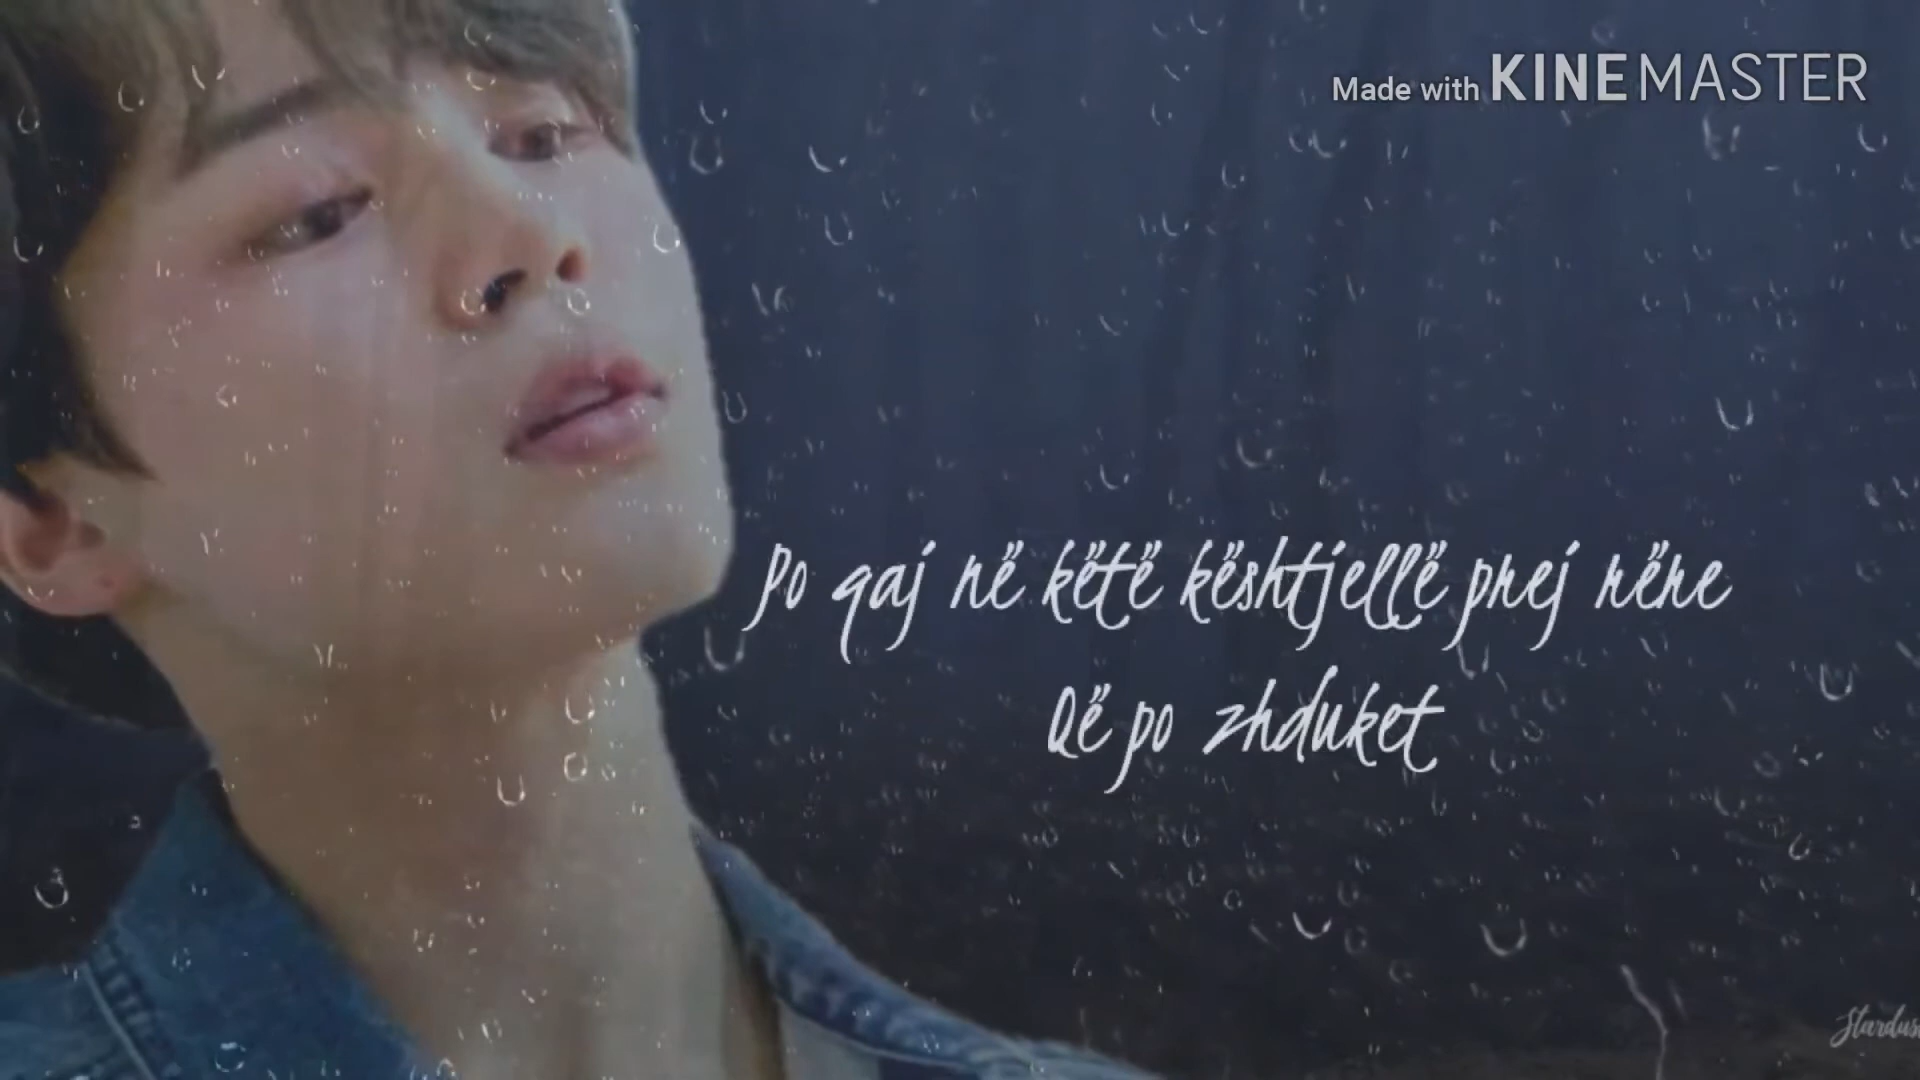 Made with KINEMASTER
Po qaj në këtë kështjellë prej rëre
Që po zhduket